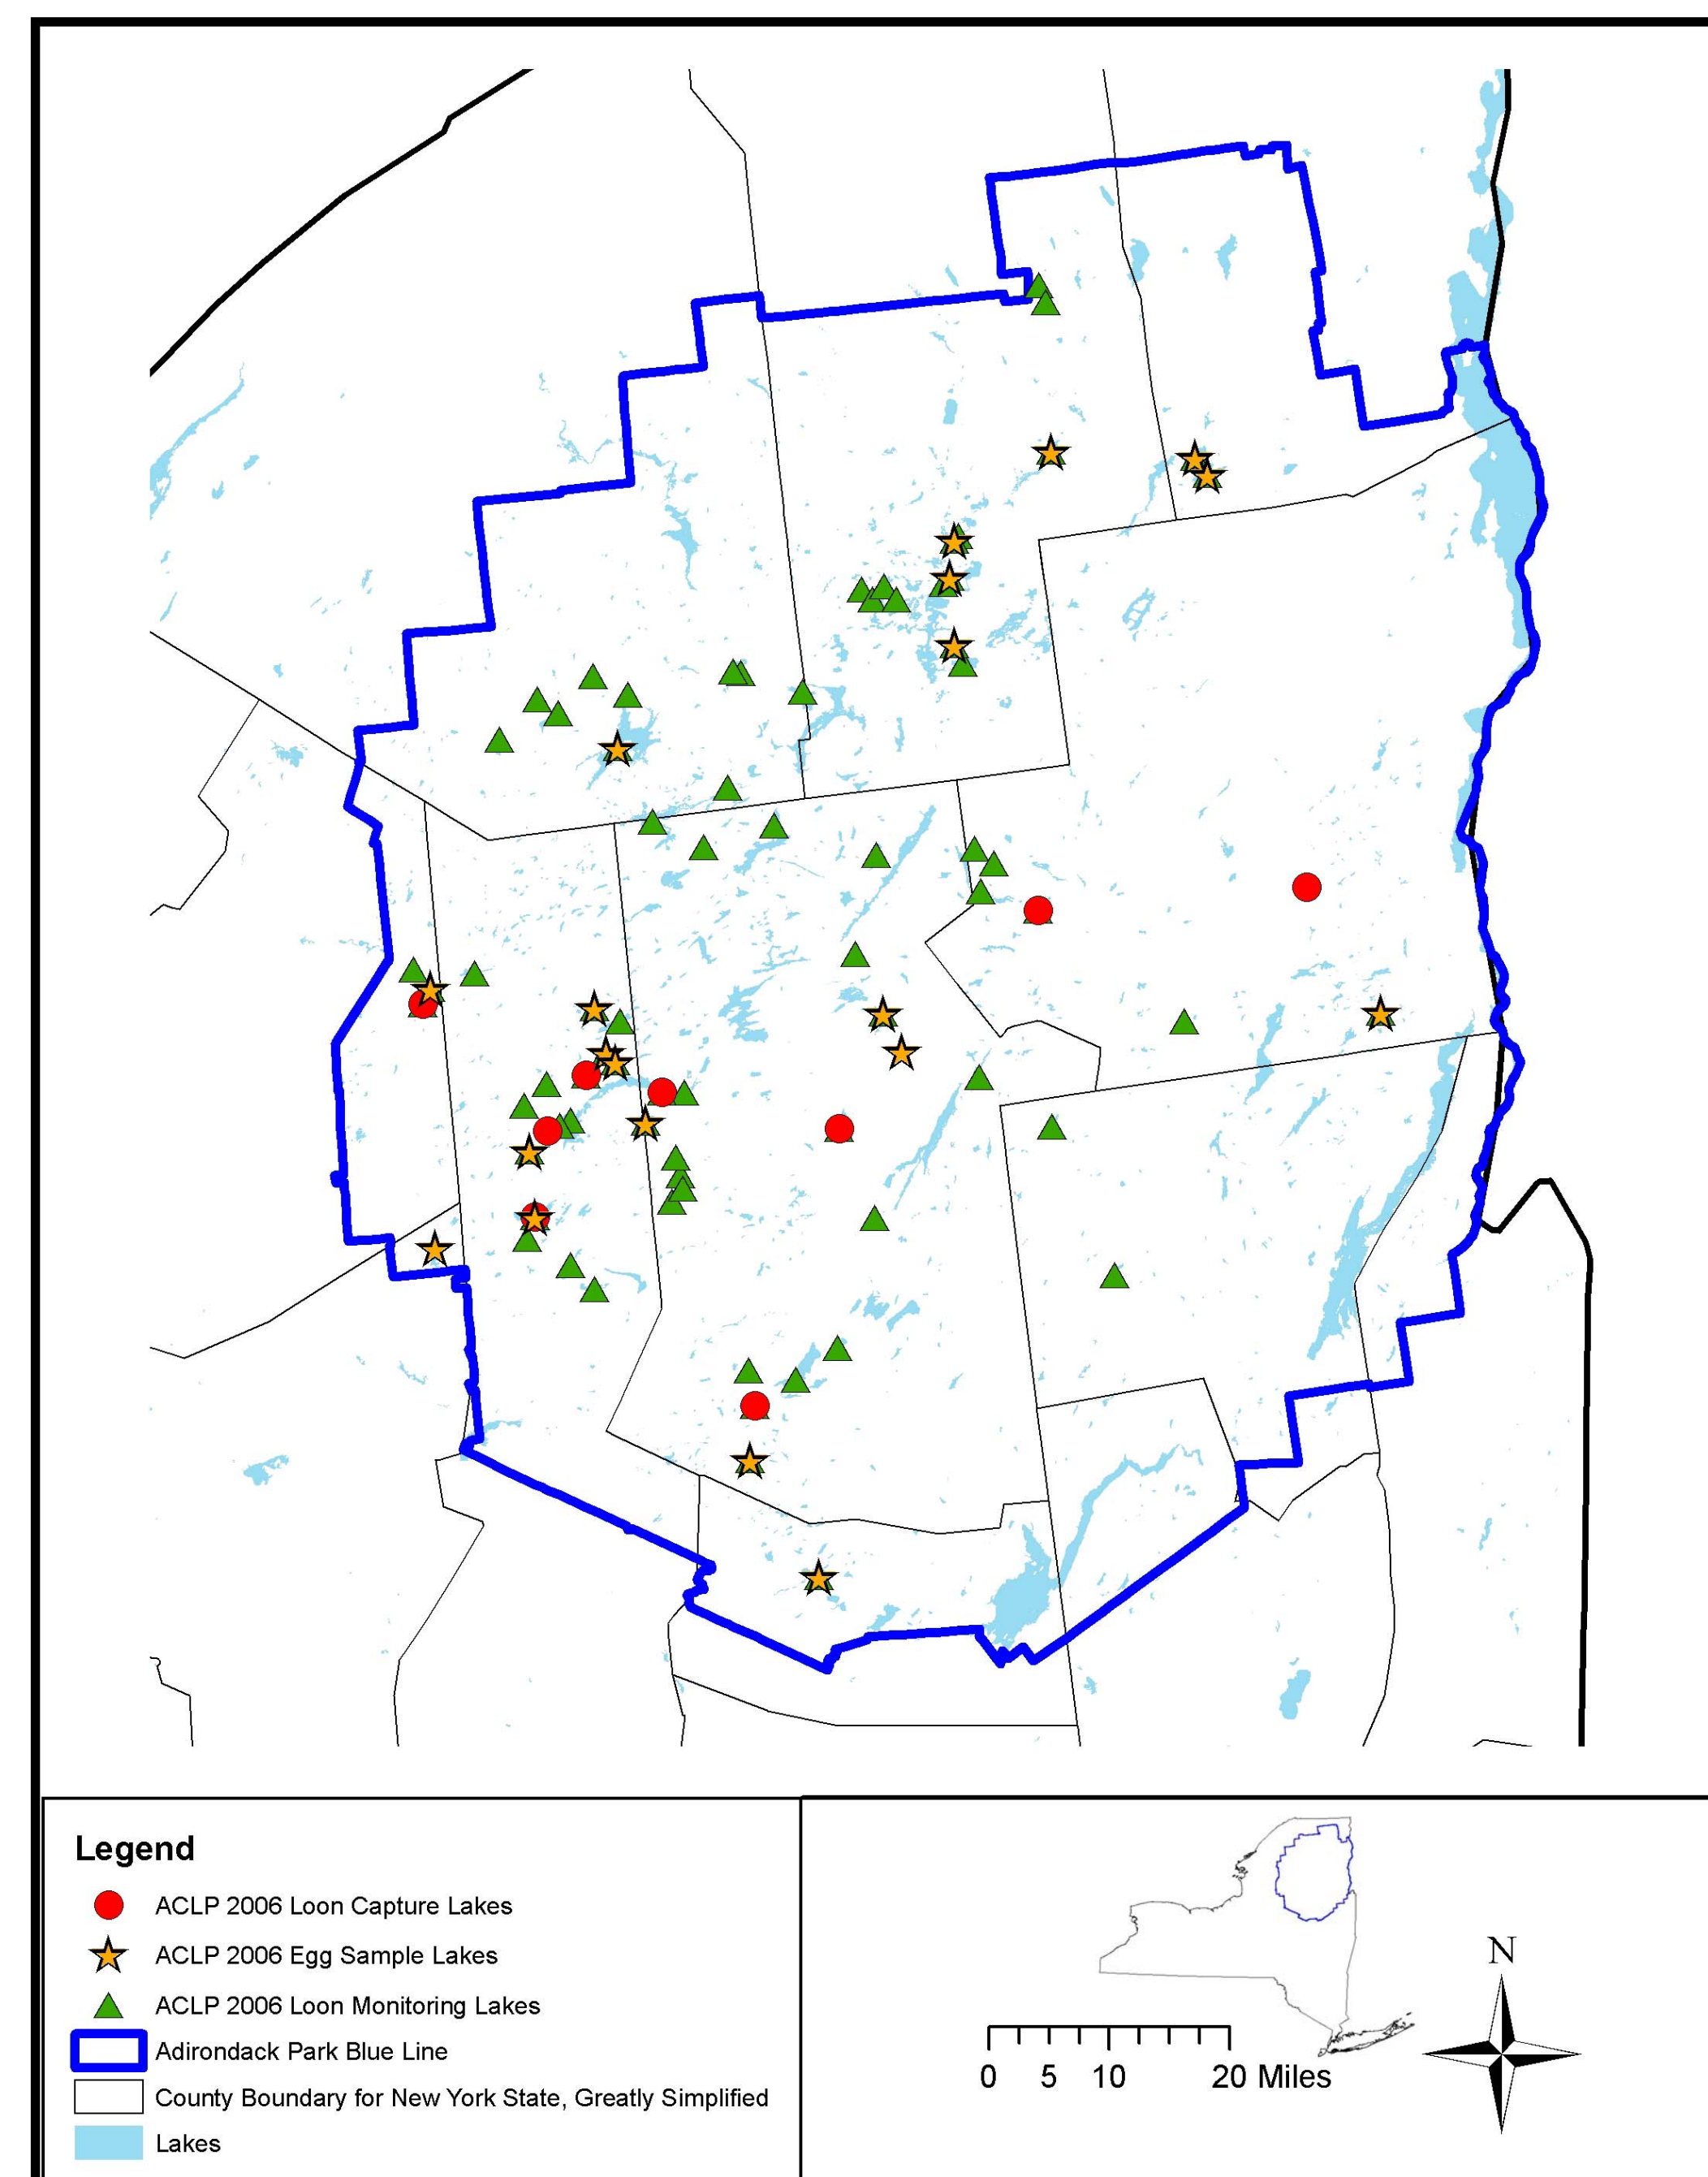 Legend
ACLP 2006 Loon Capture Lakes
ACLP 2006 Egg Sample Lakes
ACLP 2006 Loon Monitoring Lakes
Adirondack Park Blue Line
County Boundary for New York State, Greatly Simplified
Lakes
N
0 5 10 20 Miles